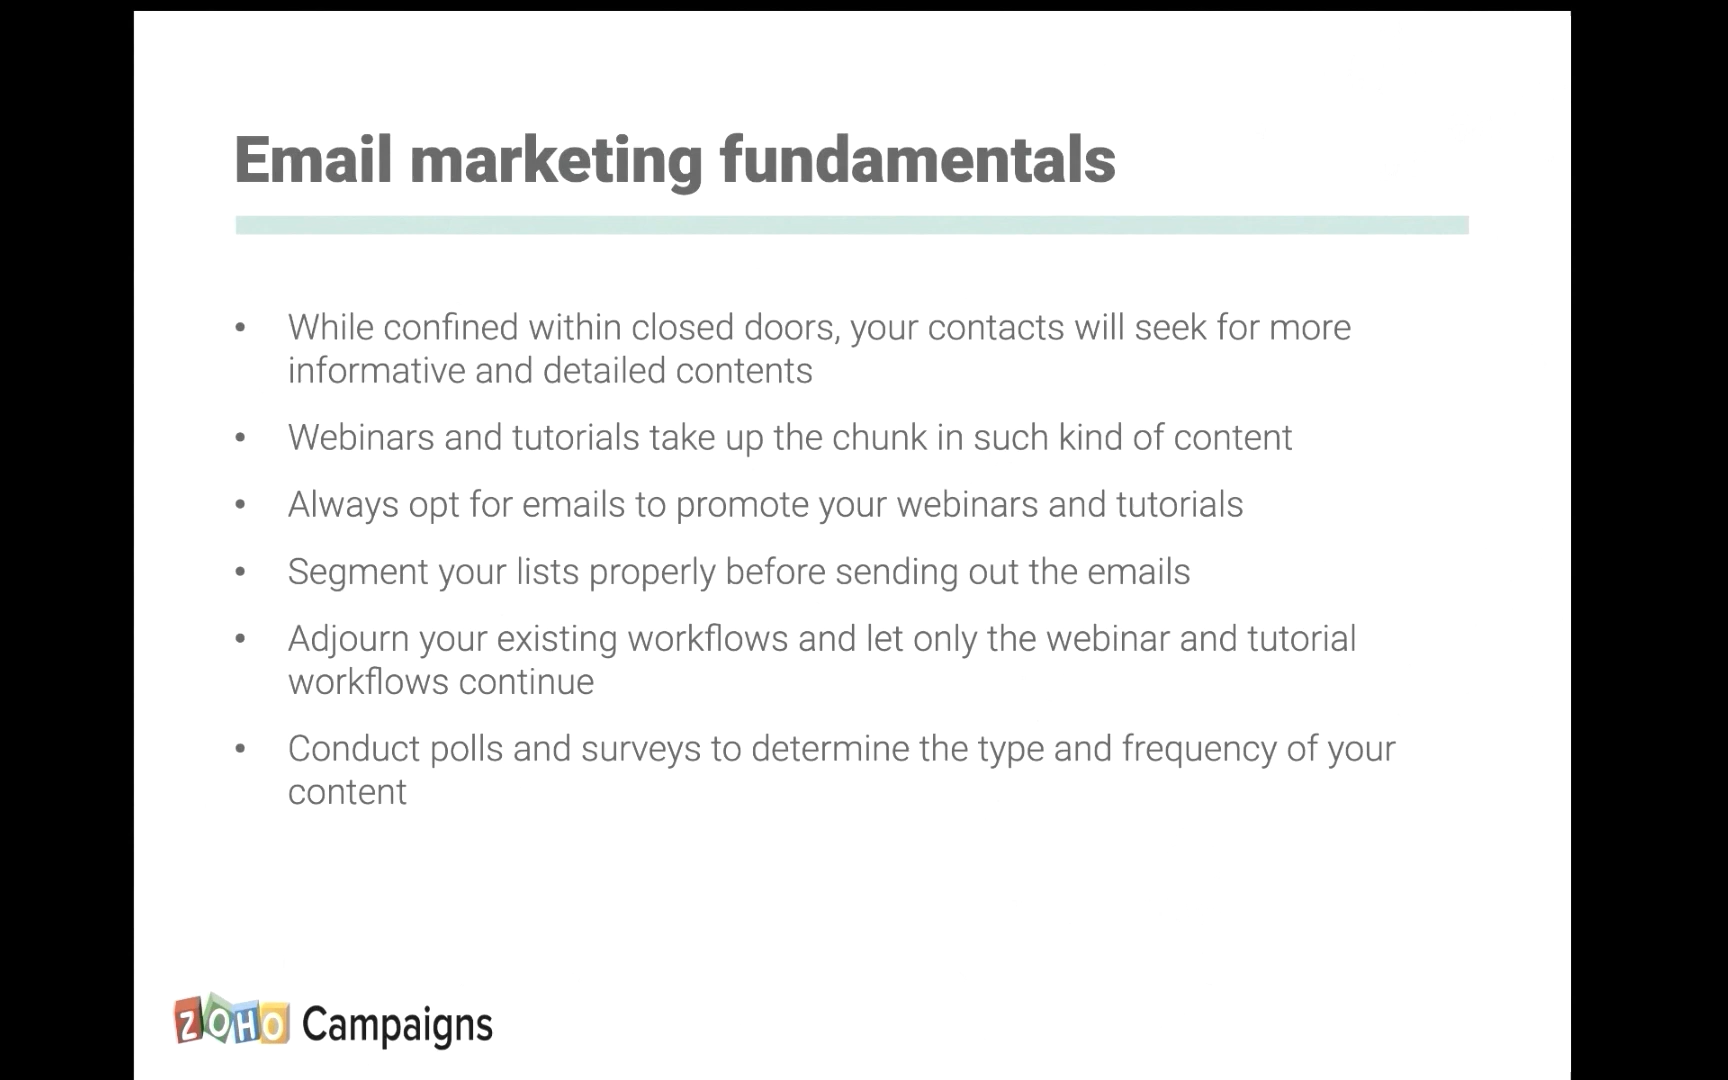 Email marketing fundamentals
• While confined within closed doors, your contacts will seek for more
informative and detailed contents
• Webinars and tutorials take up the chunk in such kind of content
• Always opt for emails to promote your webinars and tutorials
• Segment your lists properly before sending out the emails
• Adjourn your existing workflows and let only the webinar and tutorial
workflows continue
• Conduct polls and surveys to determine the type and frequency of your
content
ZOHO Campaigns